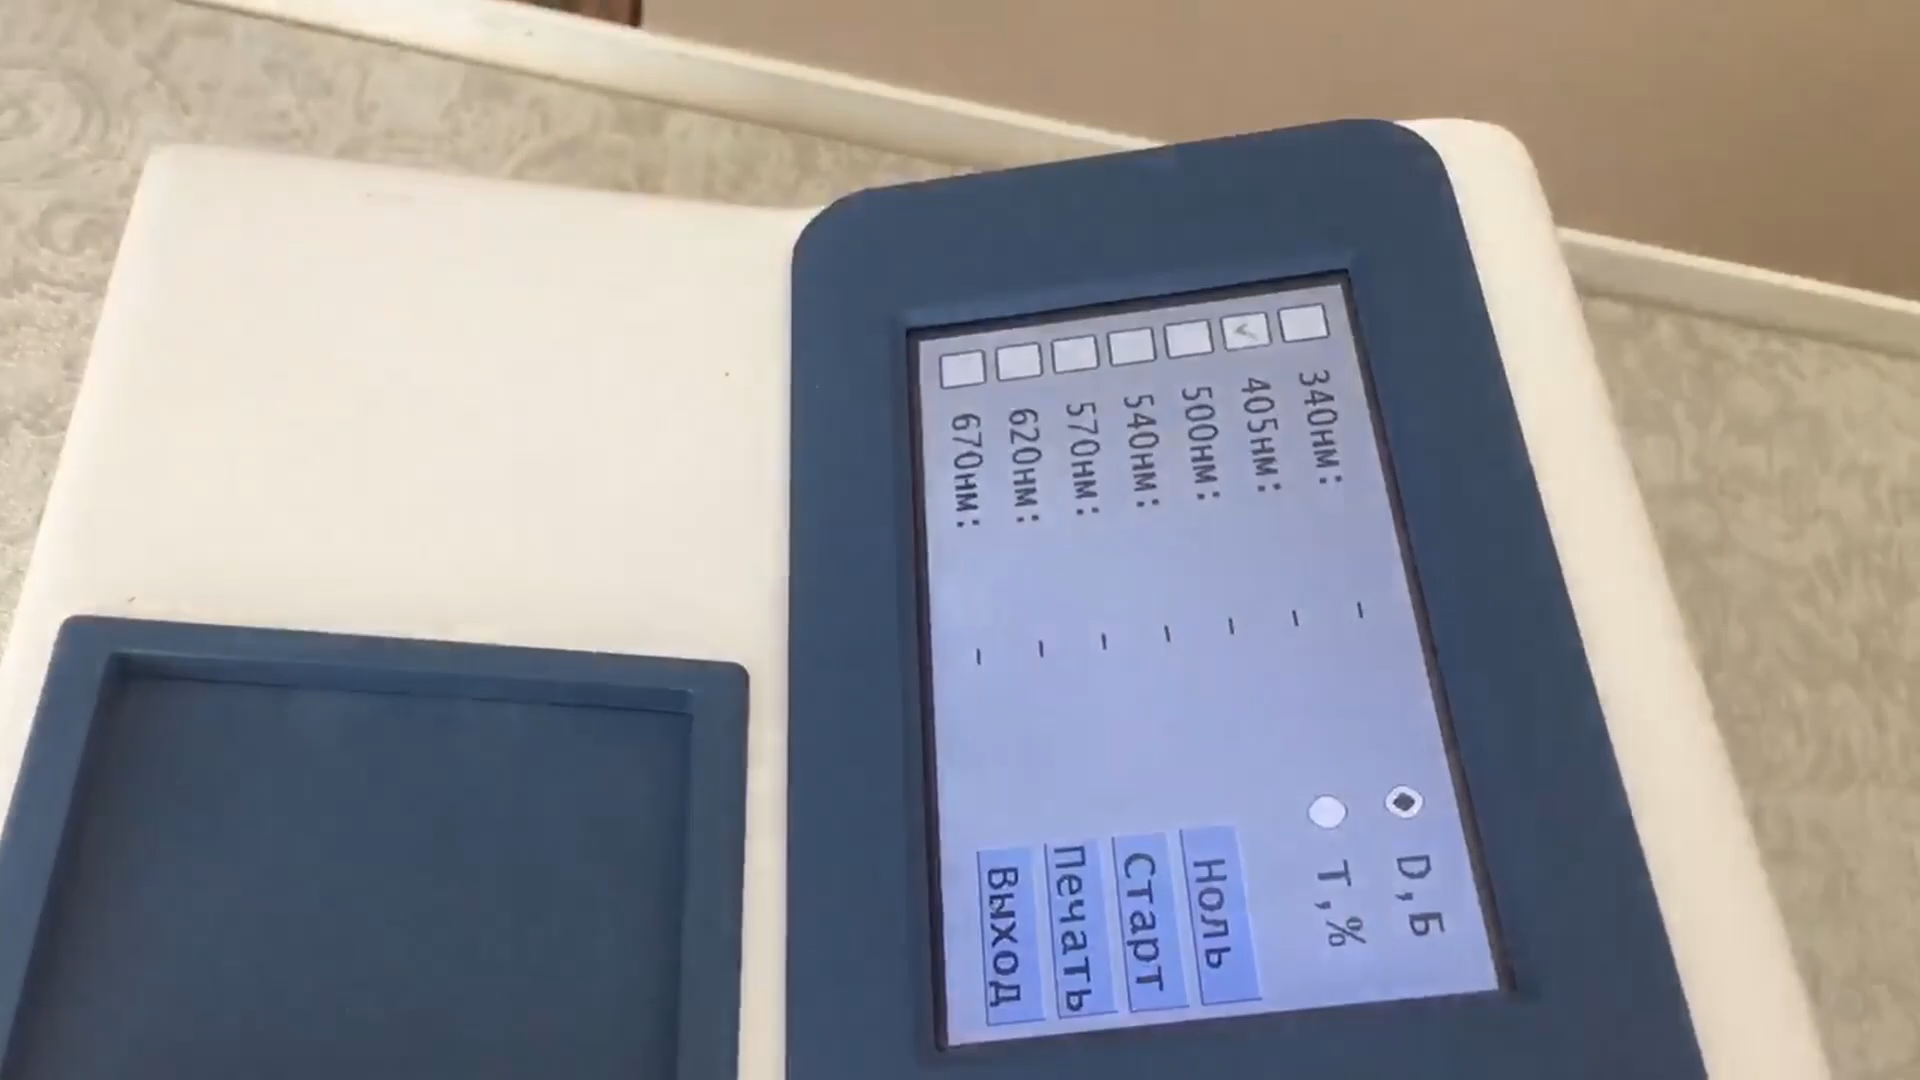 340нм: -
405нм: -
500нм: -
540нм: -
570нм: -
620нм: -
670нм: -
D,Б
Т,%
Ноль
Старт
Печать
Выход